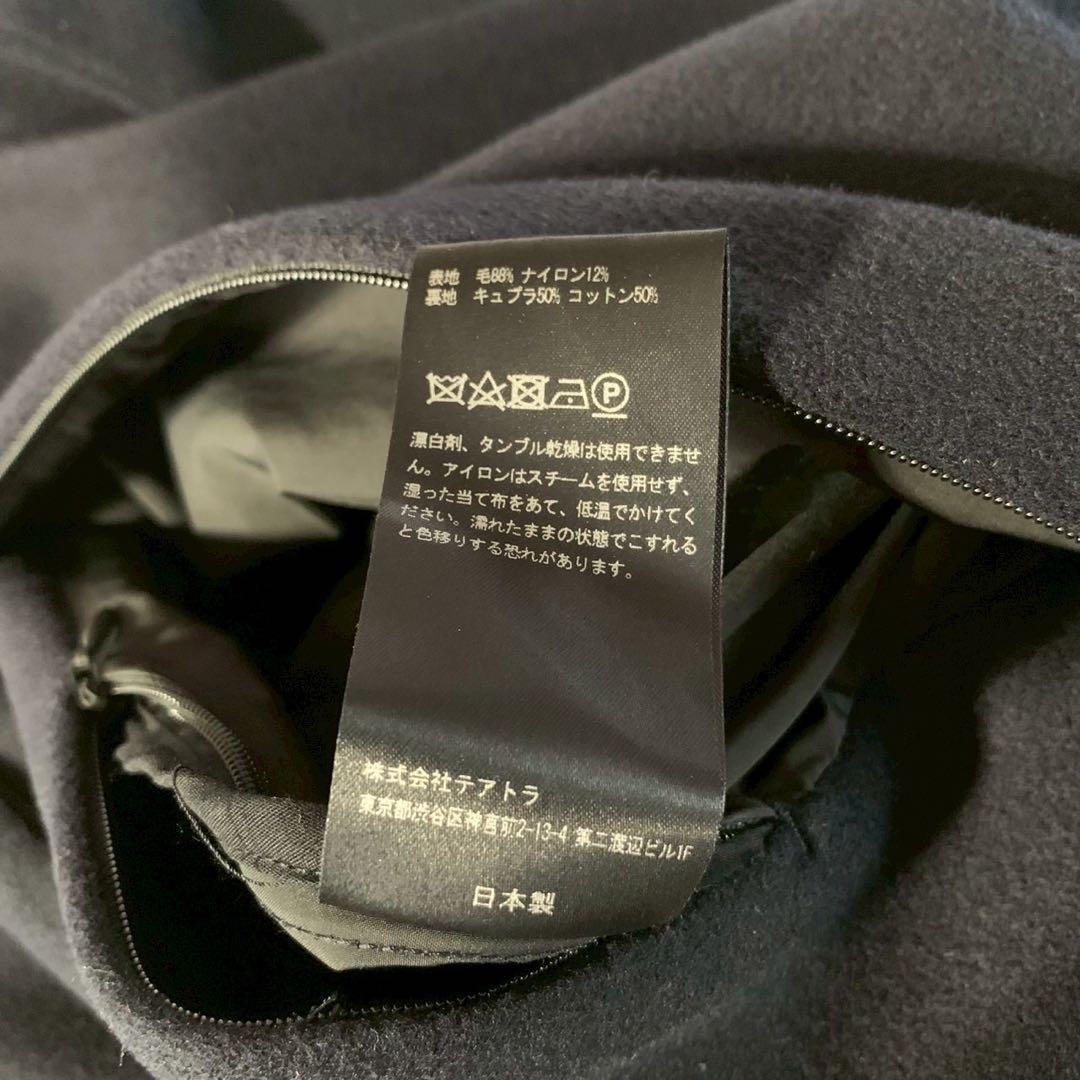 表地 毛88% ナイロン12%
裏地 キュプラ50% コットン50%
P
漂白剤、タンブル乾燥は使用できませ
ん。アイロンはスチームを使用せず、
湿った当て布をあて、低温でかけてく
ださい。濡れたままの状態でこすれる
と色移りする恐れがあります。
株式会社テアトラ
東京都渋谷区神宮前2-13-4 第二渡辺ビル1F
日本製